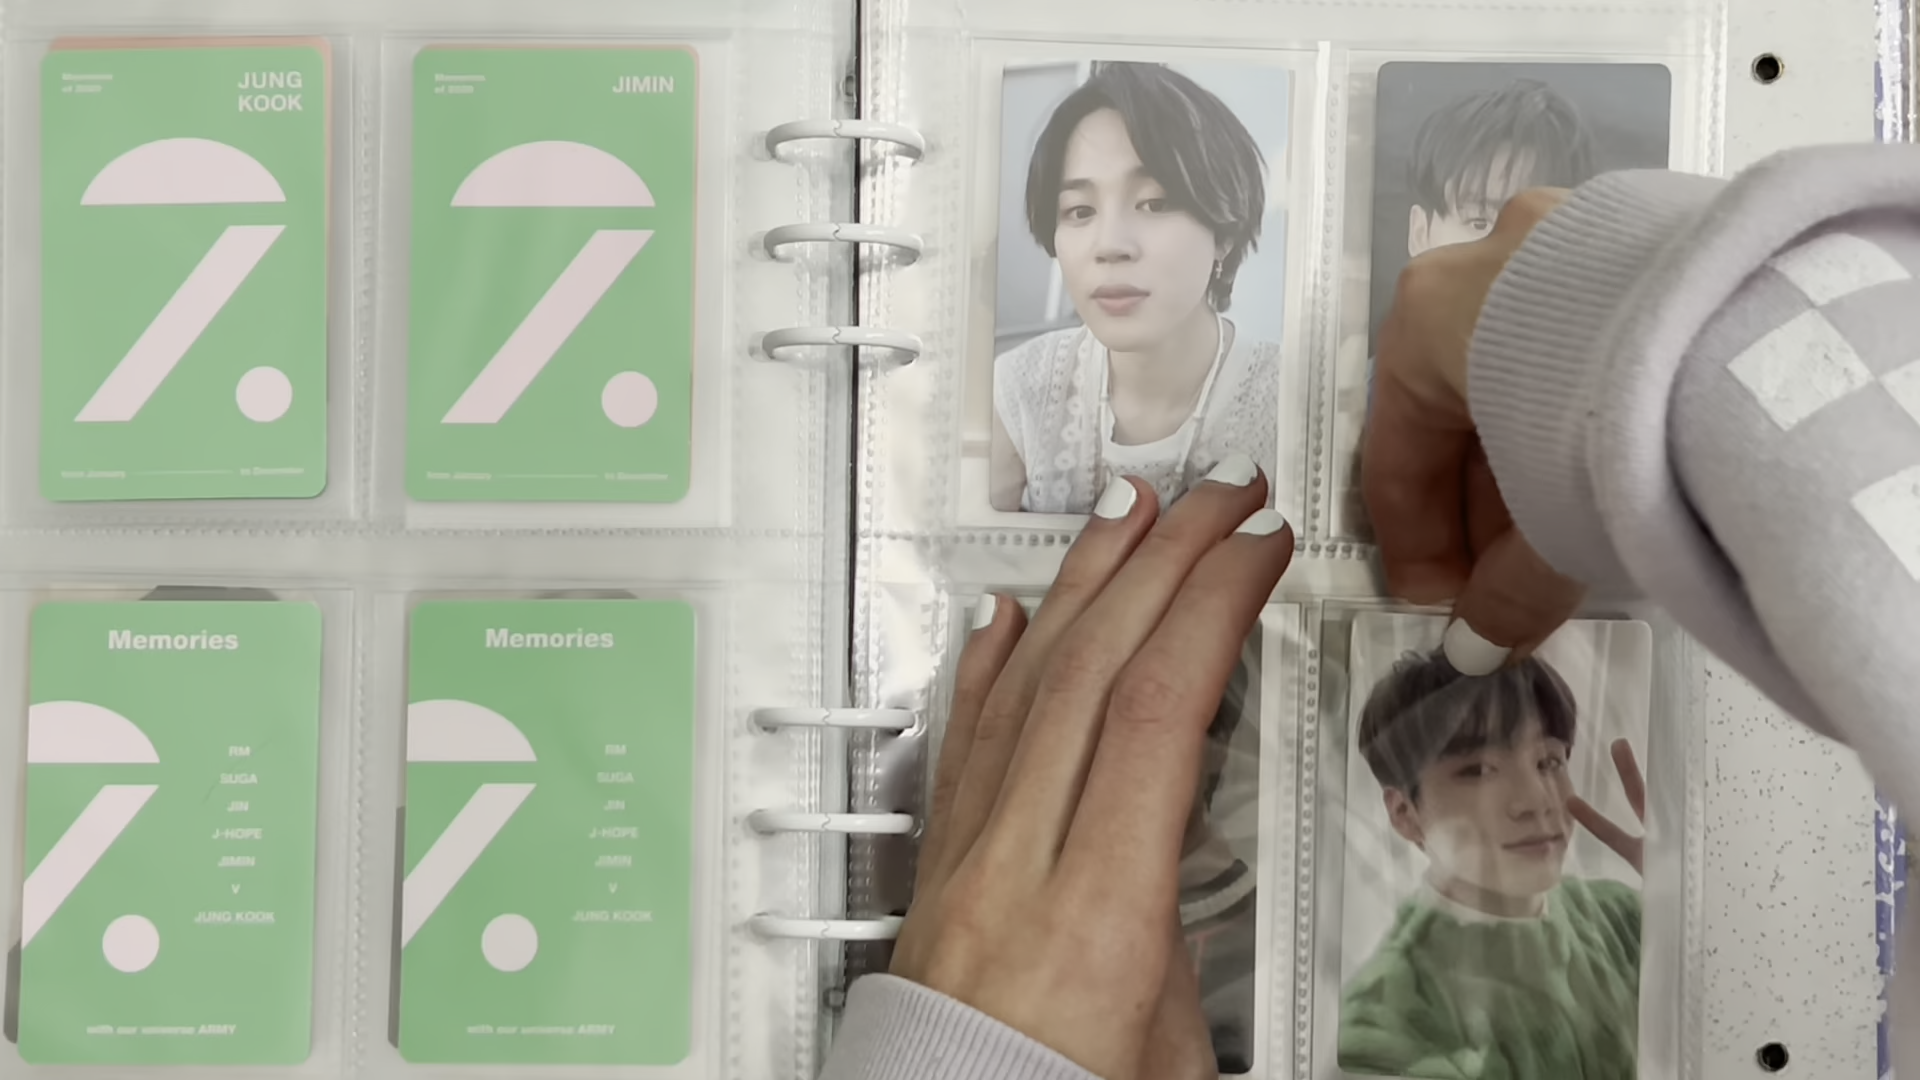 Memories
of 2020
JUNG
KOOK
from January
to December
Memories
of 2020
JIMIN
from January
to December
Memories
RM
SUGA
JIN
J-HOPE
JIMIN
V
JUNG KOOK
with our universe ARMY
Memories
RM
SUGA
JIN
J-HOPE
JIMIN
V
JUNG KOOK
with our universe ARMY